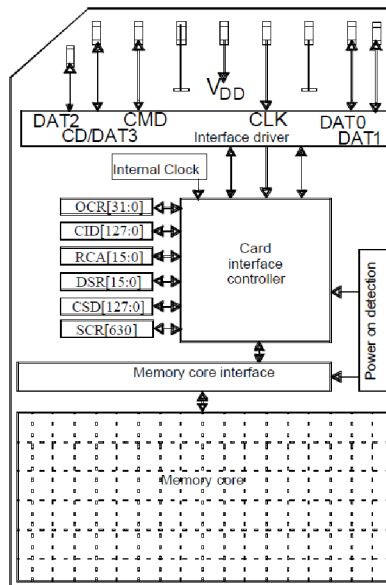 V_DD
DAT2 CMD CLK DAT0
CD/DAT3 Interface driver DAT1
Internal Clock
OCR[31:0]
CID[127:0]
RCA[15:0]
DSR[15:0]
CSD[127:0]
SCR[630]
Card
interface
controller
Power on detection
Memory core interface
Memory core